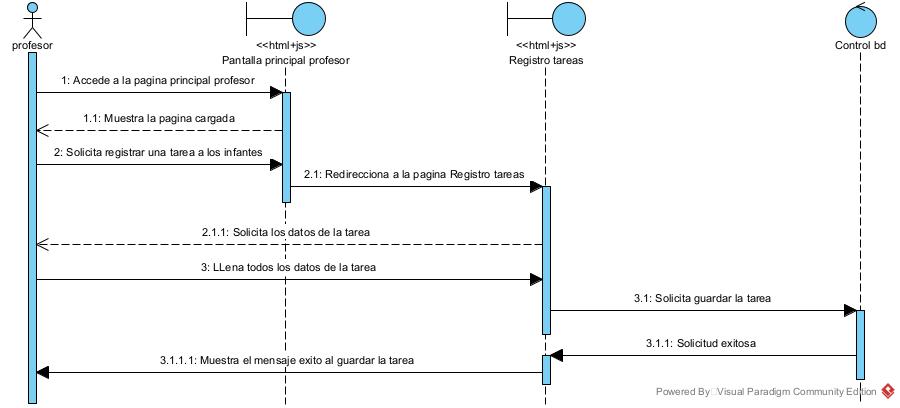 profesor
<<html+js>>
Pantalla principal profesor
<<html+js>>
Registro tareas
Control bd
1: Accede a la pagina principal profesor
1.1: Muestra la pagina cargada
2: Solicita registrar una tarea a los infantes
2.1: Redirecciona a la pagina Registro tareas
2.1.1: Solicita los datos de la tarea
3: LLena todos los datos de la tarea
3.1: Solicita guardar la tarea
3.1.1: Solicitud exitosa
3.1.1.1: Muestra el mensaje exito al guardar la tarea
Powered By Visual Paradigm Community Edition